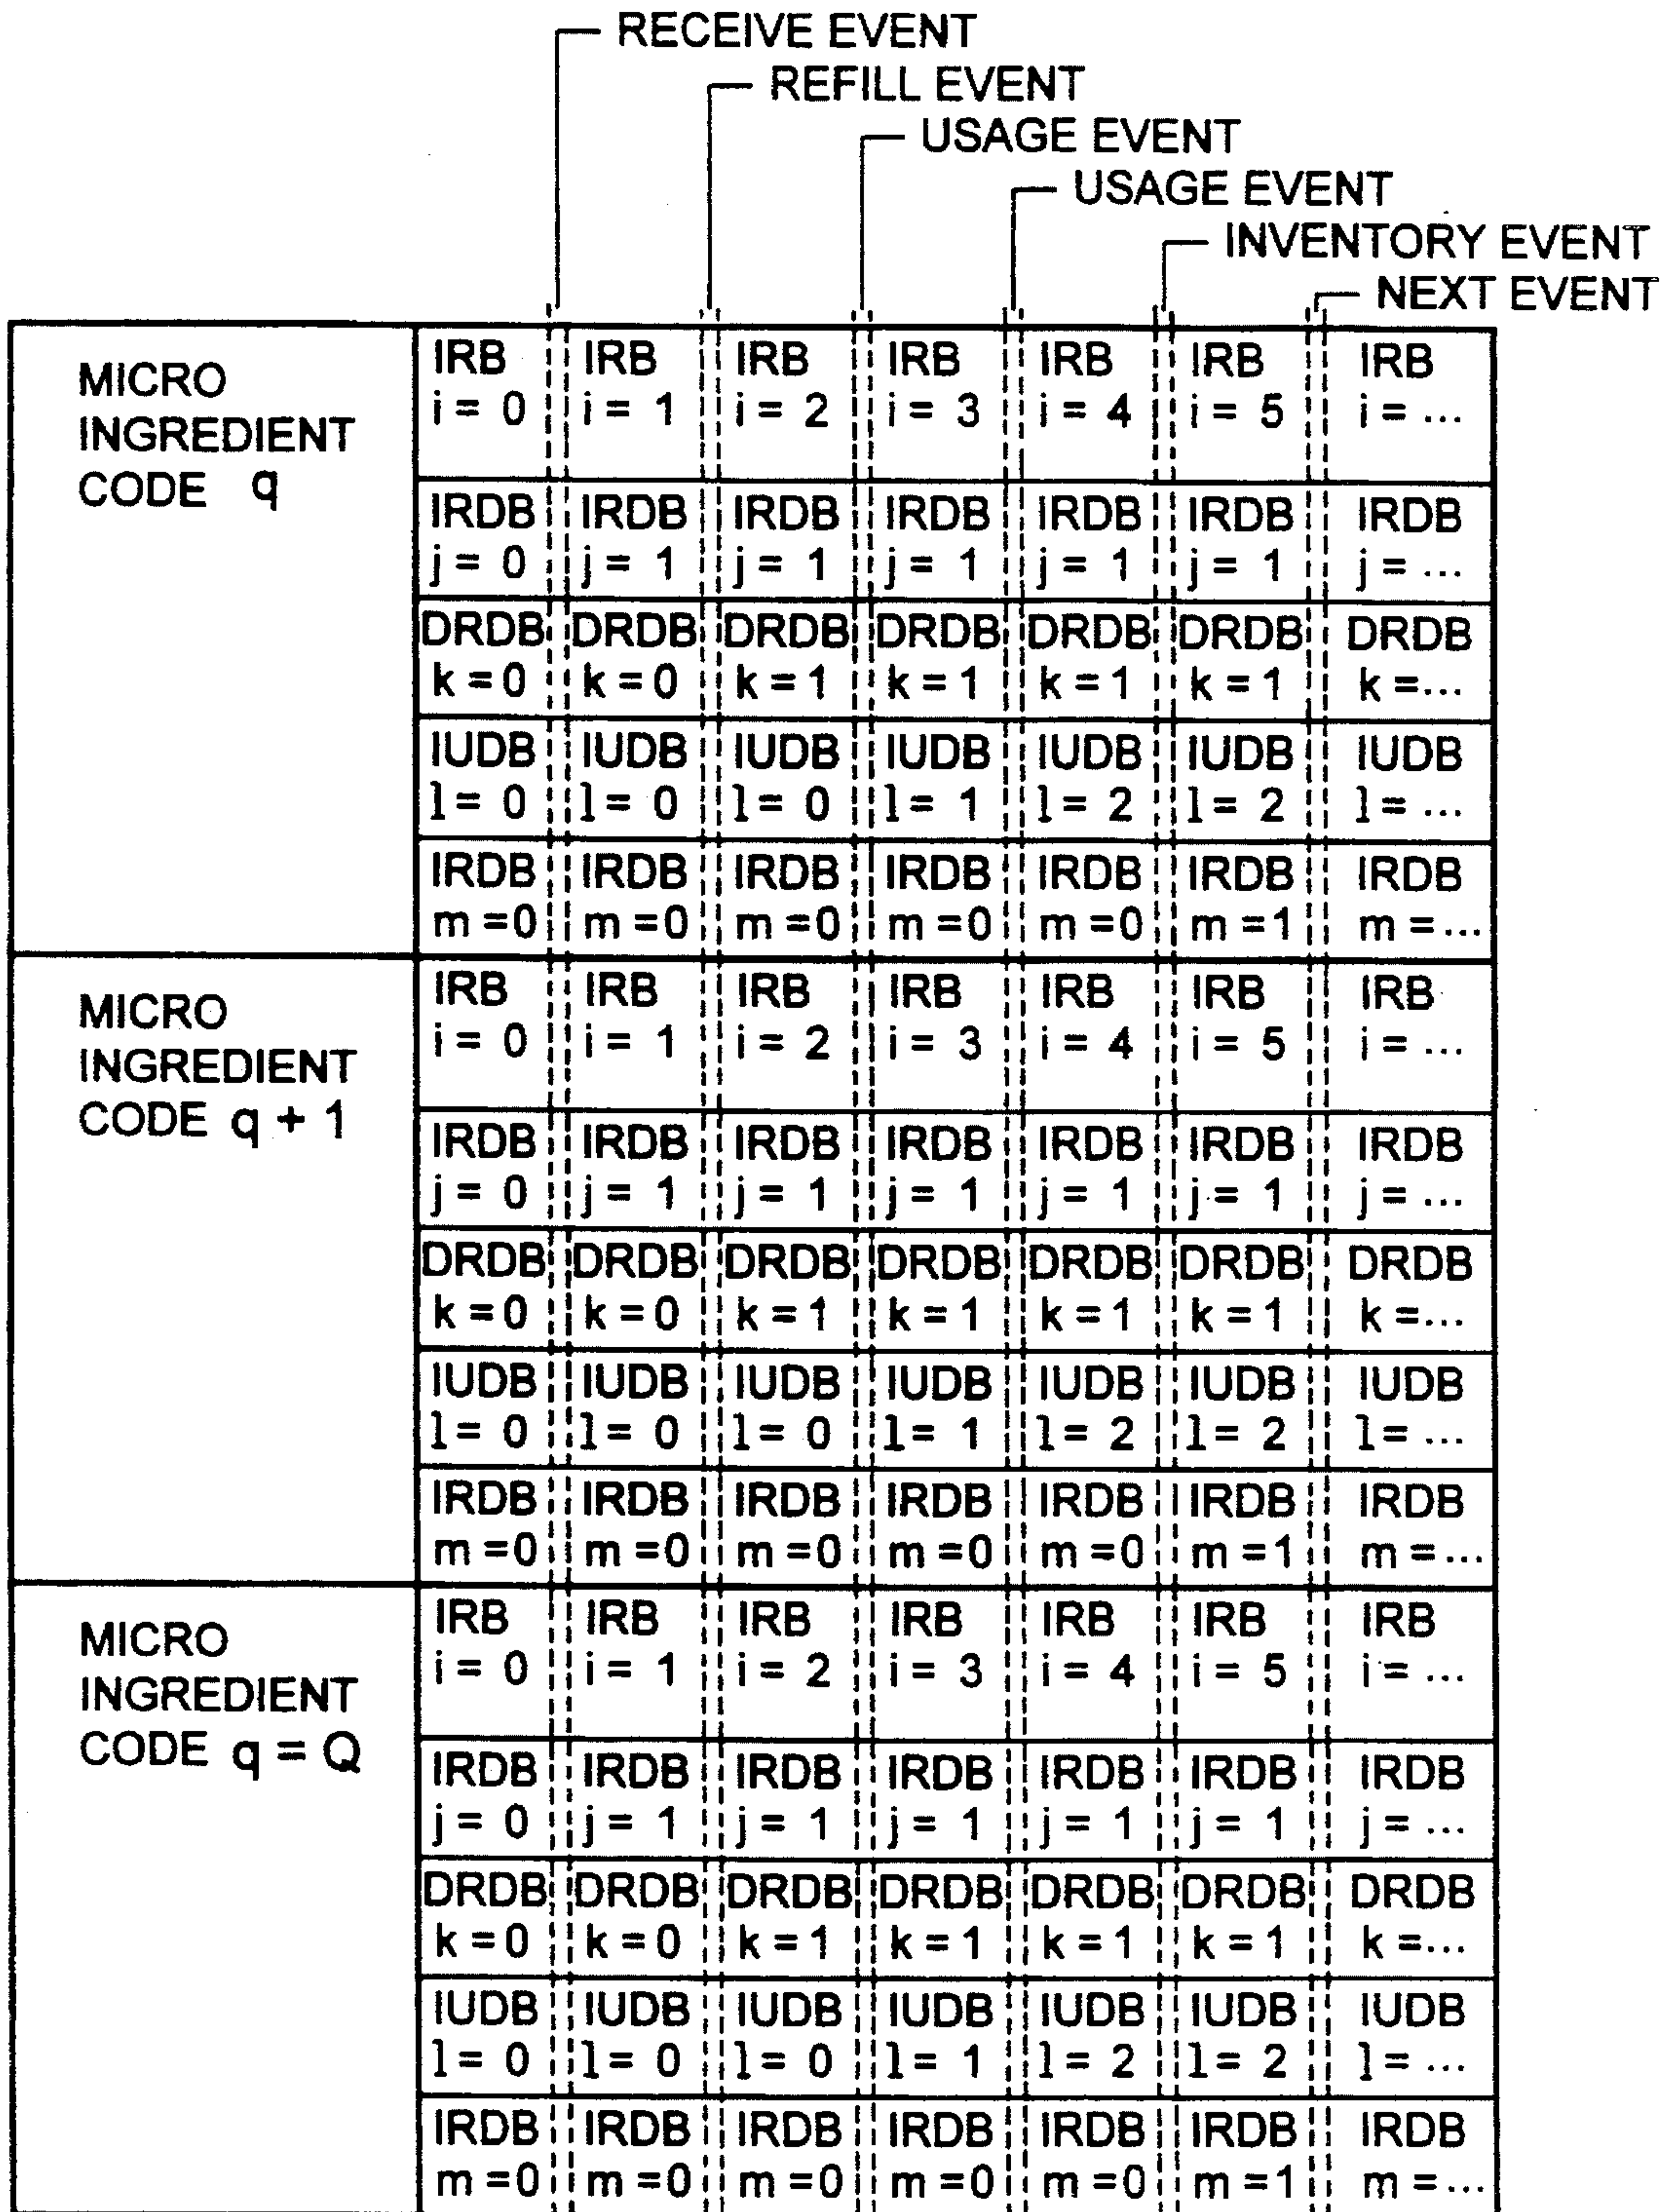 RECEIVE EVENT
REFILL EVENT
USAGE EVENT
USAGE EVENT
INVENTORY EVENT
NEXT EVENT
MICRO
INGREDIENT
CODE q
IRB IRB IRB IRB IRB IRB IRB
i = 0 i = 1 i = 2 i = 3 i = 4 i = 5 i = ...
IRDB IRDB IRDB IRDB IRDB IRDB IRDB
j = 0 j = 1 j = 1 j = 1 j = 1 j = 1 j = ...
DRDB DRDB DRDB DRDB DRDB DRDB DRDB
k = 0 k = 0 k = 1 k = 1 k = 1 k = 1 k = ...
IUDB IUDB IUDB IUDB IUDB IUDB IUDB
l = 0 l = 0 l = 0 l = 1 l = 2 l = 2 l = ...
IRDB IRDB IRDB IRDB IRDB IRDB IRDB
m = 0 m = 0 m = 0 m = 0 m = 0 m = 1 m = ...
MICRO
INGREDIENT
CODE q + 1
IRB IRB IRB IRB IRB IRB IRB
i = 0 i = 1 i = 2 i = 3 i = 4 i = 5 i = ...
IRDB IRDB IRDB IRDB IRDB IRDB IRDB
j = 0 j = 1 j = 1 j = 1 j = 1 j = 1 j = ...
DRDB DRDB DRDB DRDB DRDB DRDB DRDB
k = 0 k = 0 k = 1 k = 1 k = 1 k = 1 k = ...
IUDB IUDB IUDB IUDB IUDB IUDB IUDB
l = 0 l = 0 l = 0 l = 1 l = 2 l = 2 l = ...
IRDB IRDB IRDB IRDB IRDB IRDB IRDB
m = 0 m = 0 m = 0 m = 0 m = 0 m = 1 m = ...
MICRO
INGREDIENT
CODE q = Q
IRB IRB IRB IRB IRB IRB IRB
i = 0 i = 1 i = 2 i = 3 i = 4 i = 5 i = ...
IRDB IRDB IRDB IRDB IRDB IRDB IRDB
j = 0 j = 1 j = 1 j = 1 j = 1 j = 1 j = ...
DRDB DRDB DRDB DRDB DRDB DRDB DRDB
k = 0 k = 0 k = 1 k = 1 k = 1 k = 1 k = ...
IUDB IUDB IUDB IUDB IUDB IUDB IUDB
l = 0 l = 0 l = 0 l = 1 l = 2 l = 2 l = ...
IRDB IRDB IRDB IRDB IRDB IRDB IRDB
m = 0 m = 0 m = 0 m = 0 m = 0 m = 1 m = ...